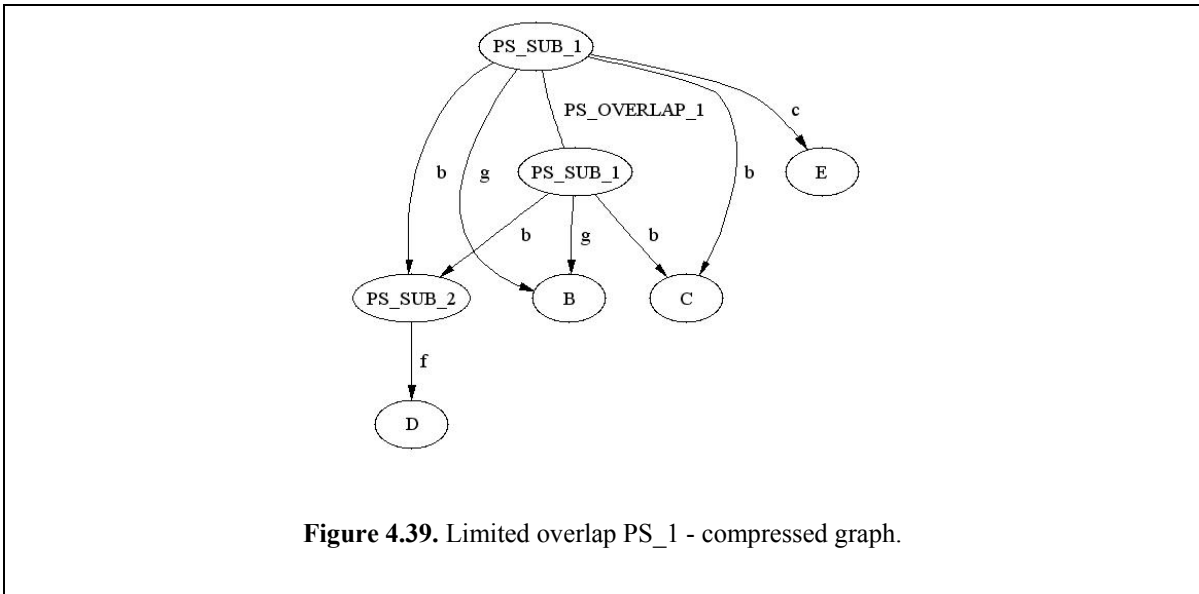 PS_SUB_1
PS_OVERLAP_1
c
b
g
PS_SUB_1
b
E
b
g
b
PS_SUB_2
B
C
f
D
Figure 4.39. Limited overlap PS_1 - compressed graph.